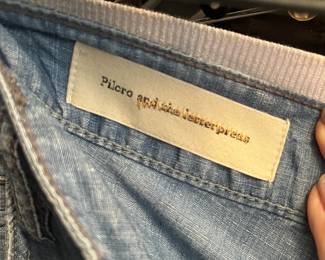 Pilcro and the letterpress